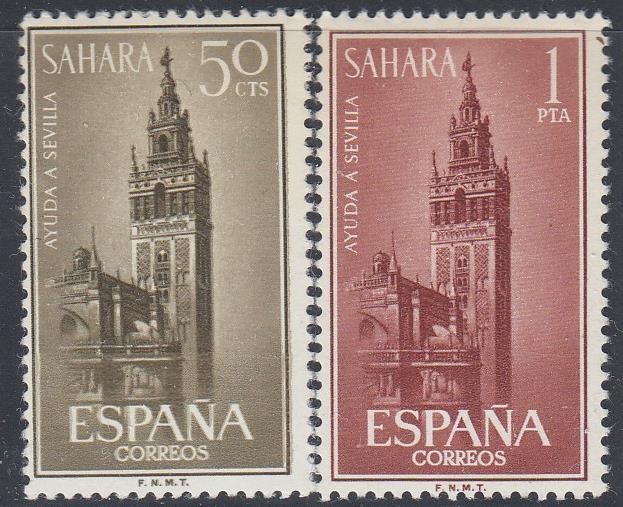 SAHARA 50
CTS
AYUDA A SEVILLA
ESPAÑA
CORREOS
F. N. M. T.
SAHARA 1
PTA
AYUDA Á SEVILLA
ESPAÑA
CORREOS
F. N. M. T.